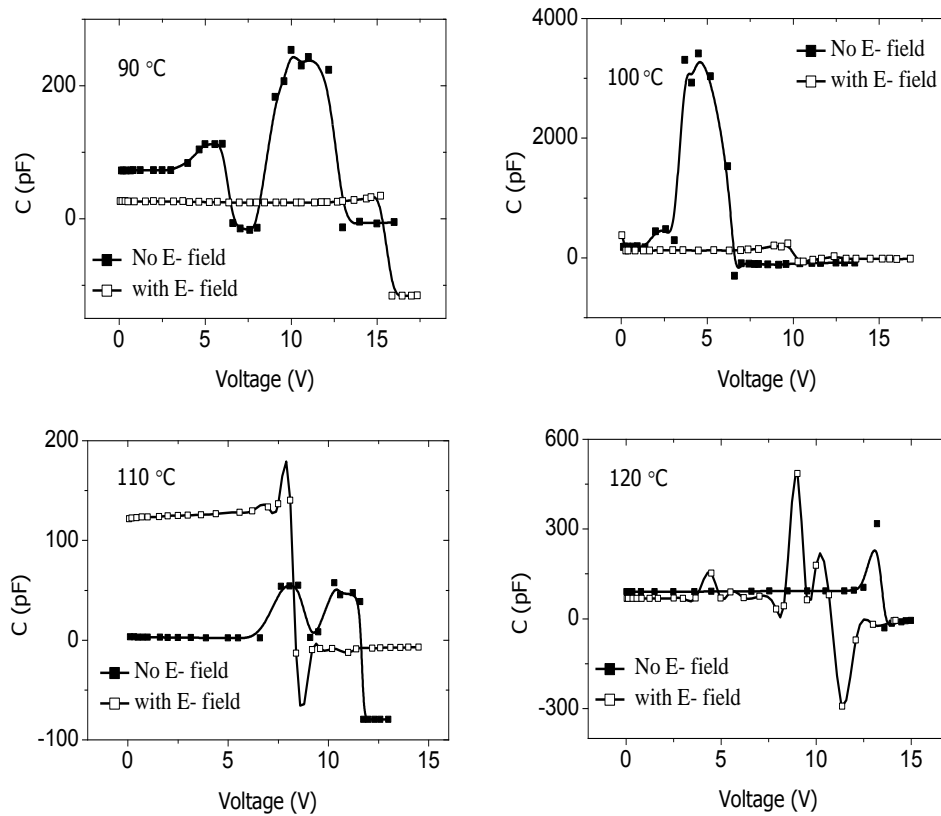 90 °C
200
0
C (pF)
No E- field
with E- field
0
5
10
15
Voltage (V)
100 °C
No E- field
with E- field
4000
2000
0
C (pF)
0
5
10
15
Voltage (V)
110 °C
200
100
0
-100
C (pF)
No E- field
with E- field
0
5
10
15
Voltage (V)
120 °C
600
300
0
-300
C (pF)
No E- field
with E- field
0
5
10
15
Voltage (V)